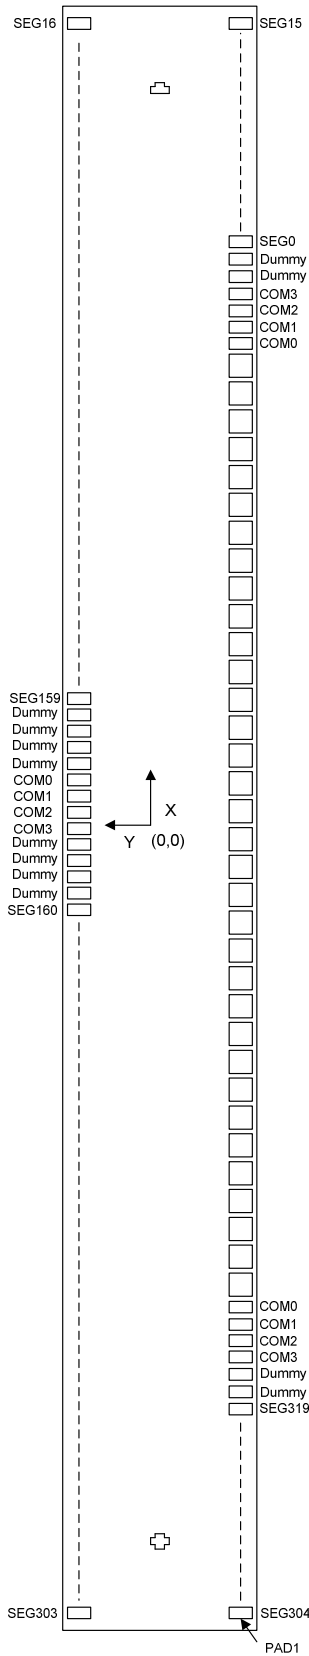 SEG16
SEG15
SEG0
Dummy
Dummy
COM3
COM2
COM1
COM0
SEG159
Dummy
Dummy
Dummy
Dummy
COM0
COM1
COM2
COM3
Dummy
Dummy
Dummy
Dummy
SEG160
X
Y (0,0)
COM0
COM1
COM2
COM3
Dummy
Dummy
SEG319
SEG303
SEG304
PAD1